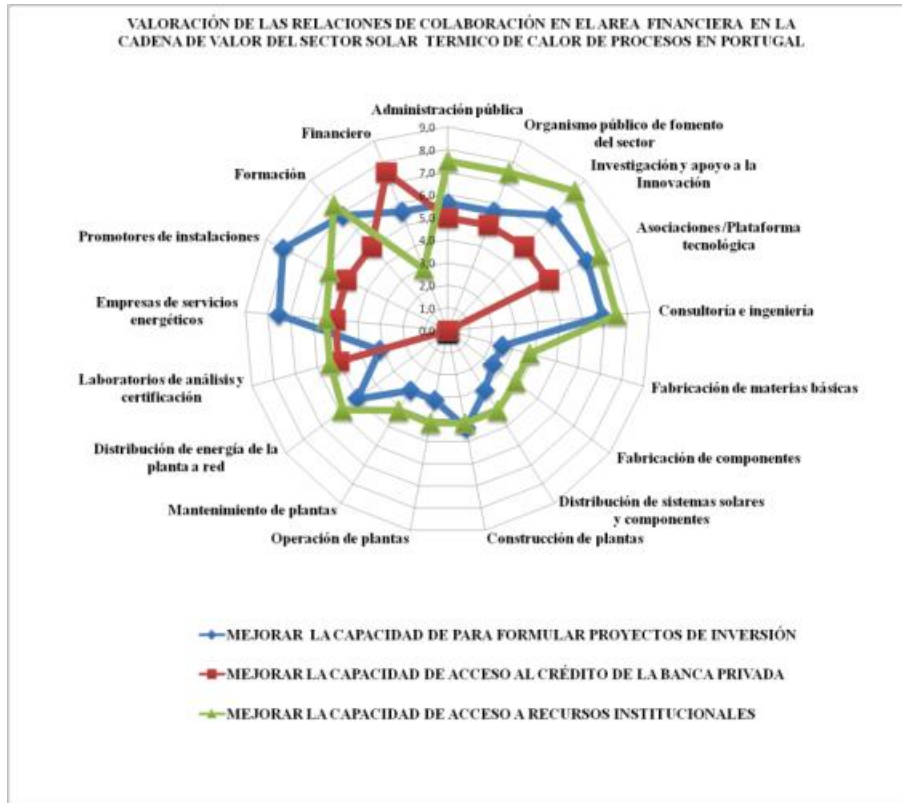 VALORACIÓN DE LAS RELACIONES DE COLABORACIÓN EN EL AREA FINANCIERA EN LA
CADENA DE VALOR DEL SECTOR SOLAR TERMICO DE CALOR DE PROCESOS EN PORTUGAL
Administración pública
Organismo público de fomento
del sector
Investigación y apoyo a la
Innovación
Asociaciones /Plataforma
tecnológica
Consultoría e ingeniería
Fabricación de materias básicas
Fabricación de componentes
Distribución de sistemas solares
y componentes
Construcción de plantas
Operación de plantas
Mantenimiento de plantas
Distribución de energía de la
planta a red
Laboratorios de análisis y
certificación
Empresas de servicios
energéticos
Promotores de instalaciones
Formación
Financiero
9,0
8,0
7,0
6,0
5,0
4,0
3,0
2,0
1,0
0,0
MEJORAR LA CAPACIDAD DE PARA FORMULAR PROYECTOS DE INVERSIÓN
MEJORAR LA CAPACIDAD DE ACCESO AL CRÉDITO DE LA BANCA PRIVADA
MEJORAR LA CAPACIDAD DE ACCESO A RECURSOS INSTITUCIONALES